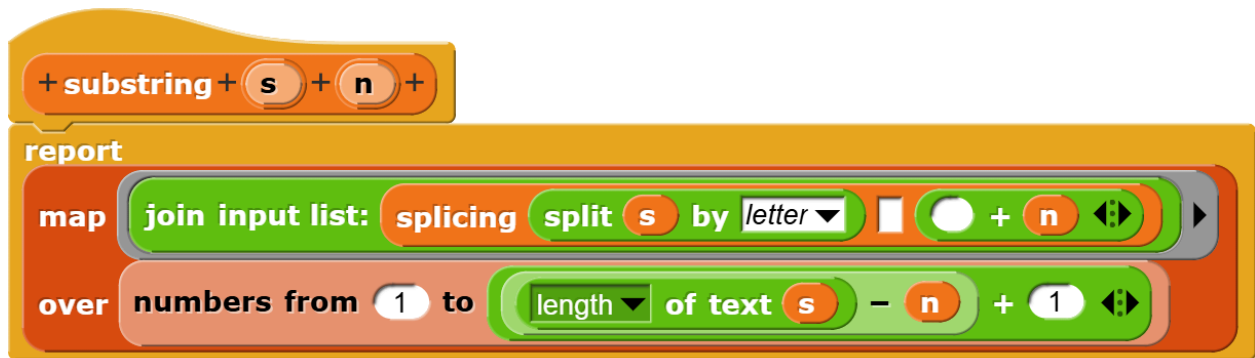 + substring + s + n +
report
map join input list: splicing split s by letter + n
over numbers from 1 to length of text s − n + 1